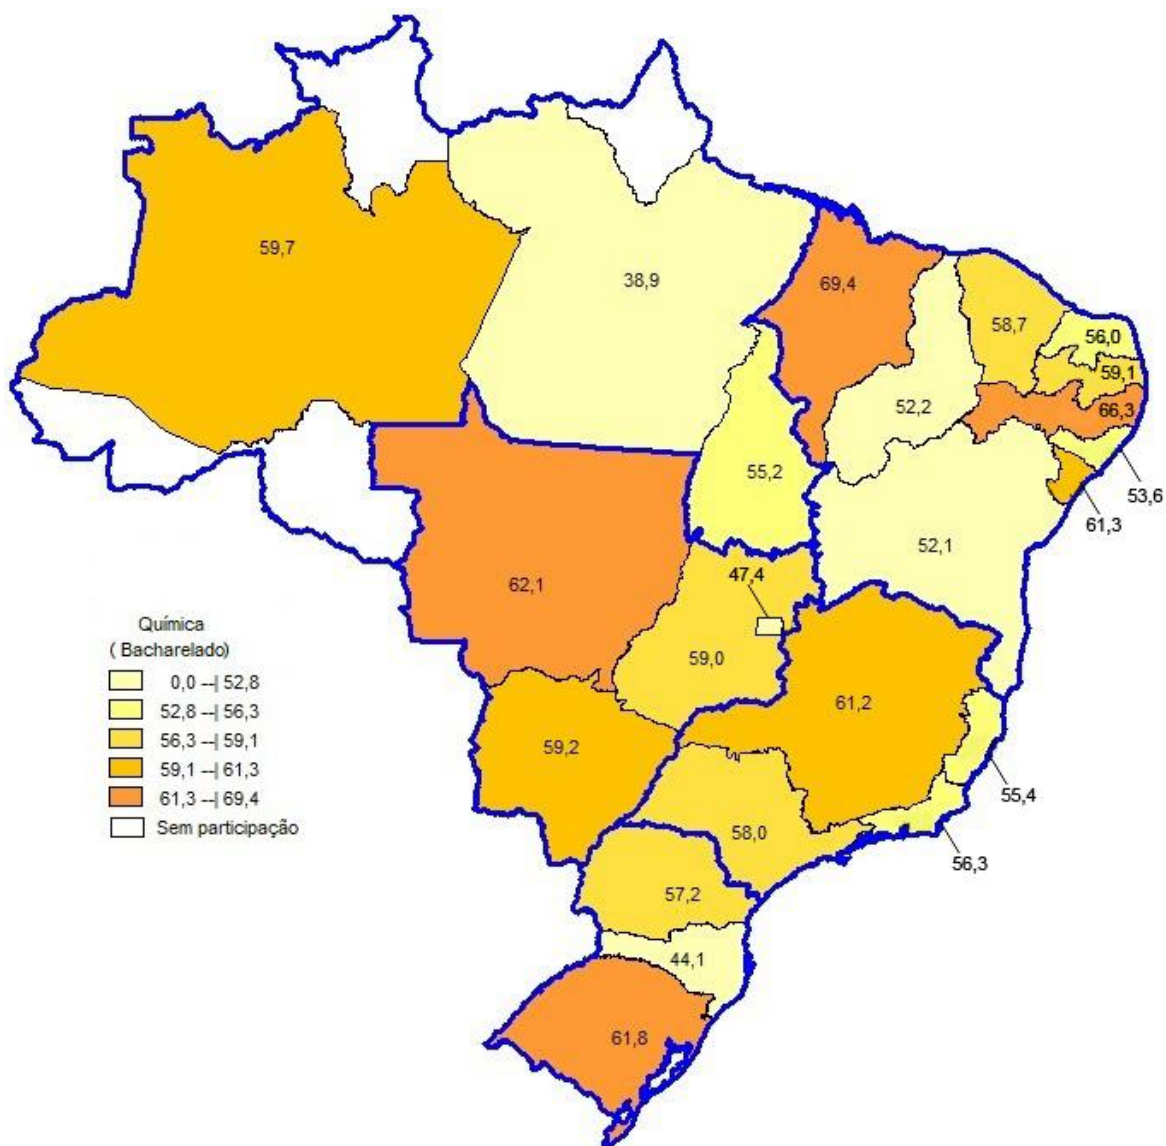 59,7
38,9
69,4
58,7
56,0
59,1
66,3
52,2
55,2
53,6
61,3
52,1
62,1
47,4
59,0
61,2
59,2
55,4
58,0
56,3
57,2
44,1
61,8
Química
( Bacharelado)
0,0 --| 52,8
52,8 --| 56,3
56,3 --| 59,1
59,1 --| 61,3
61,3 --| 69,4
Sem participação